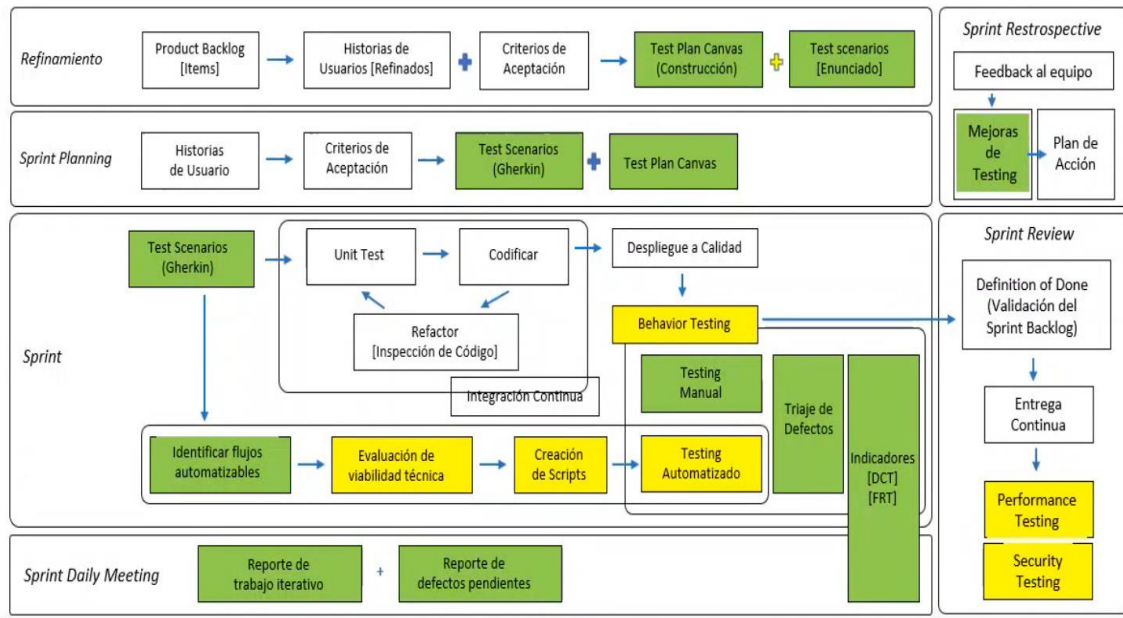 Refinamiento
Product Backlog
[Items]
Historias de
Usuarios [Refinados]
Criterios de
Aceptación
Test Plan Canvas
(Construcción)
Test scenarios
[Enunciado]
Sprint Planning
Historias
de Usuario
Criterios de
Aceptación
Test Scenarios
(Gherkin)
Test Plan Canvas
Sprint
Test Scenarios
(Gherkin)
Unit Test
Codificar
Refactor
[Inspección de Código]
Integración Continua
Despliegue a Calidad
Behavior Testing
Testing
Manual
Triaje de
Defectos
Indicadores
[DCT]
[FRT]
Identificar flujos
automatizables
Evaluación de
viabilidad técnica
Creación
de Scripts
Testing
Automatizado
Sprint Daily Meeting
Reporte de
trabajo iterativo
+
Reporte de
defectos pendientes
Sprint Restrospective
Feedback al equipo
Mejoras
de
Testing
Plan de
Acción
Sprint Review
Definition of Done
(Validación del
Sprint Backlog)
Entrega
Continua
Performance
Testing
Security
Testing